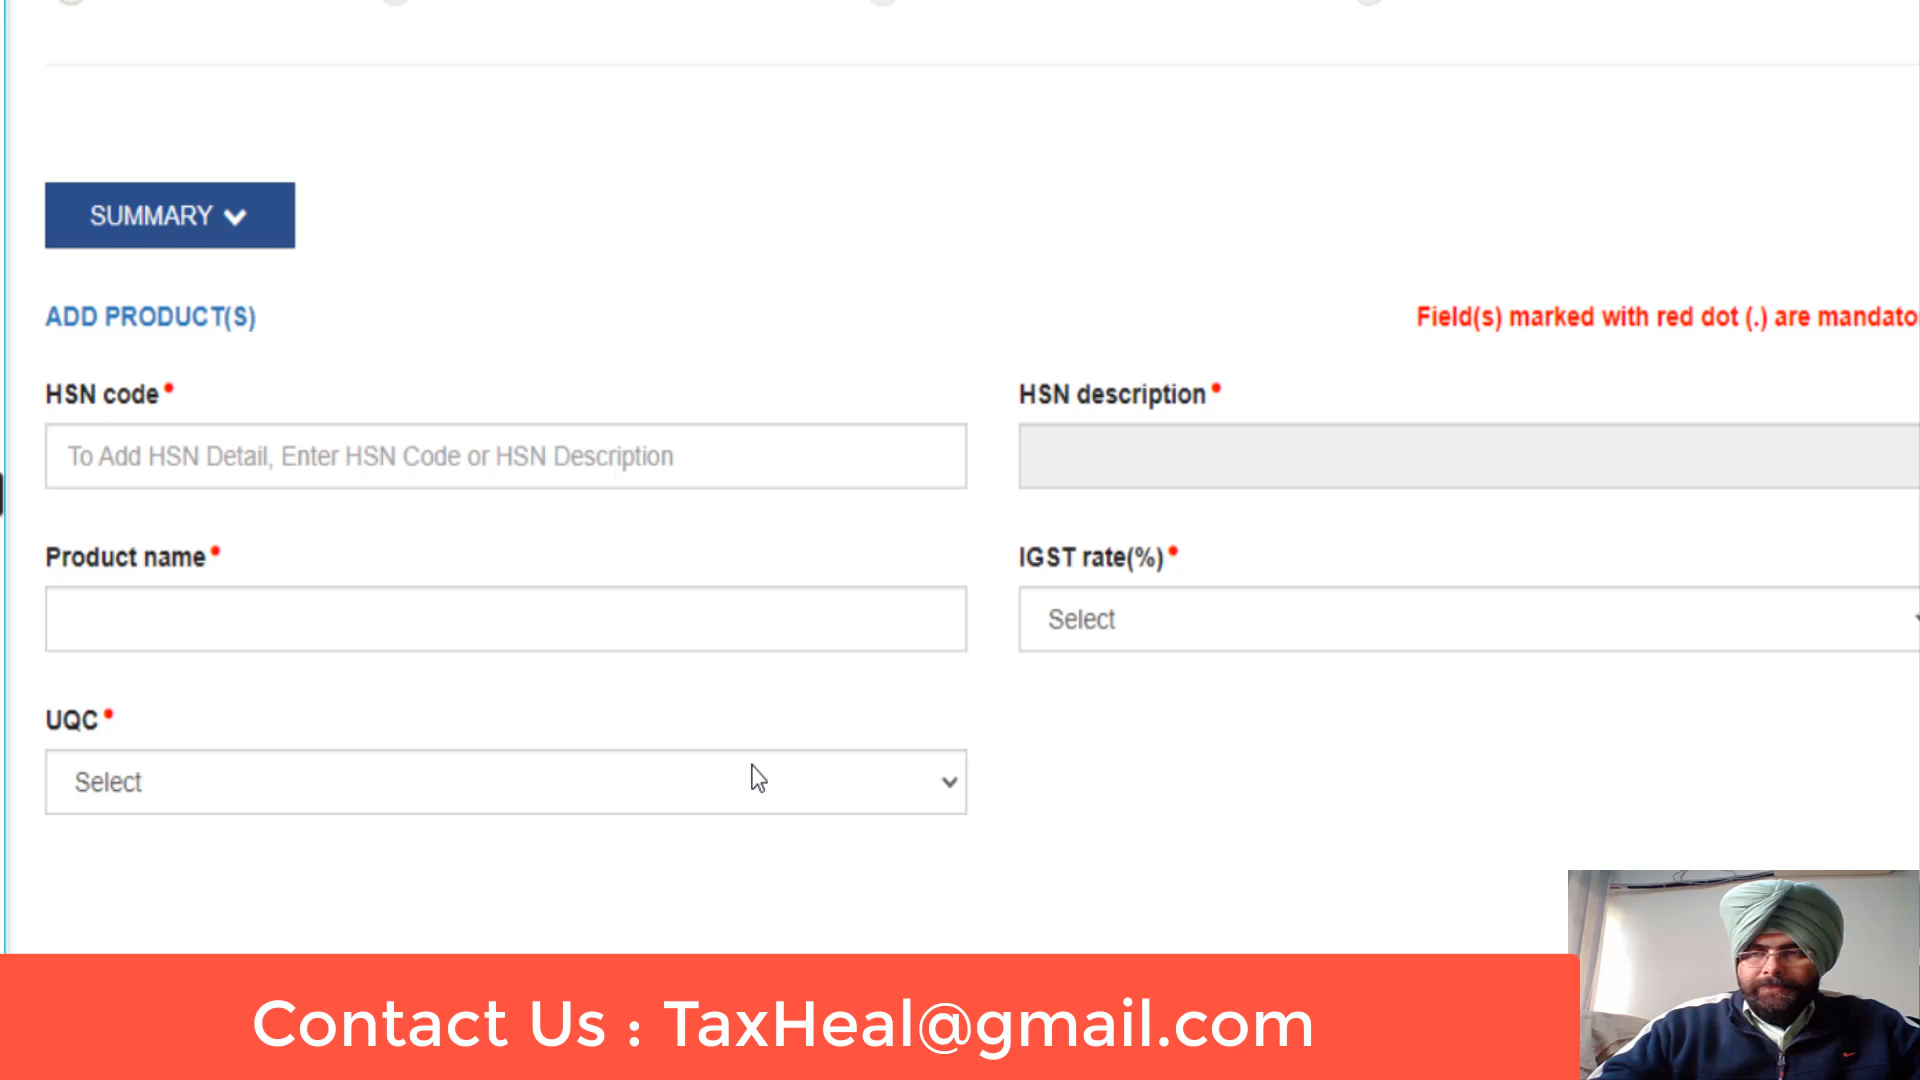 SUMMARY
ADD PRODUCT(S)
Field(s) marked with red dot (.) are mandato
HSN code
HSN description
To Add HSN Detail, Enter HSN Code or HSN Description
Product name
IGST rate(%)
Select
UQC
Select
Contact Us : TaxHeal@gmail.com